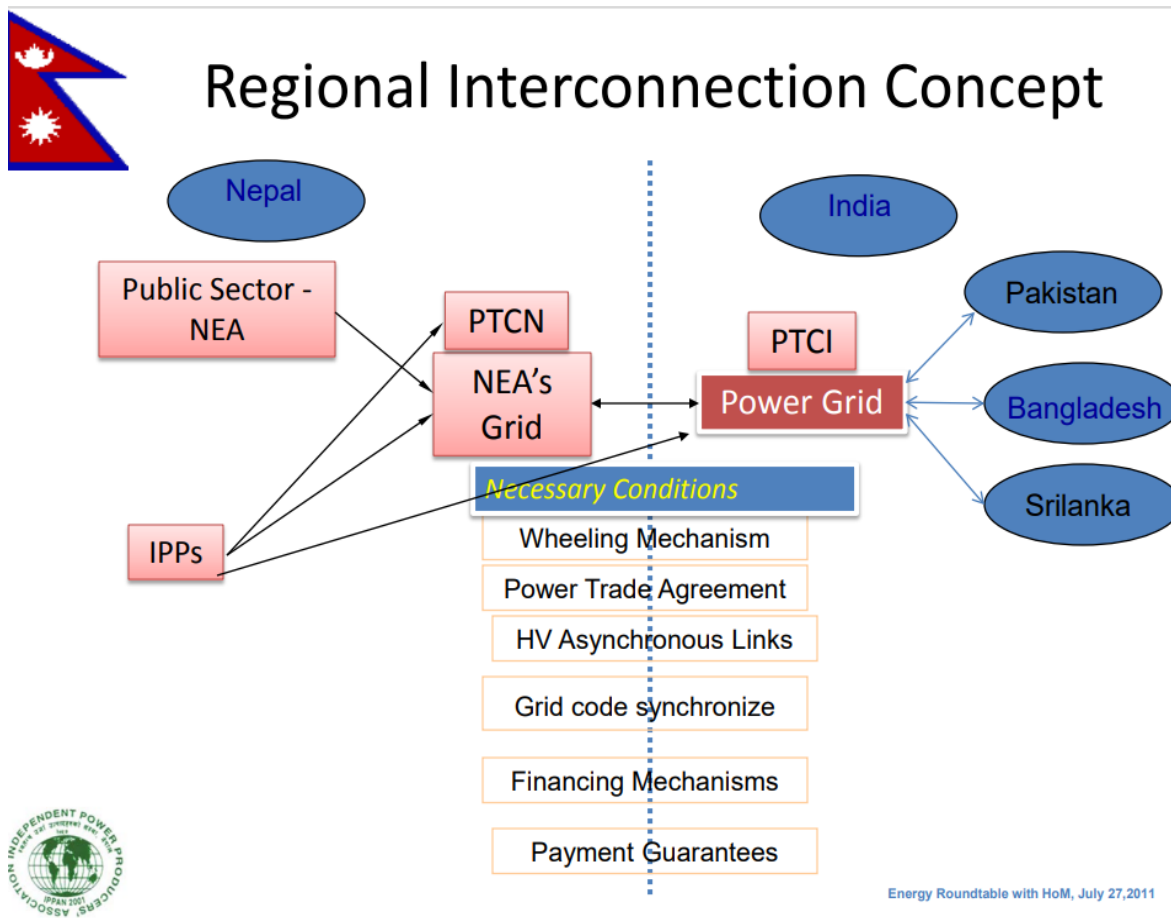 Regional Interconnection Concept
Nepal
India
Public Sector -
NEA
PTCN
NEA's
Grid
PTCI
Power Grid
Pakistan
Bangladesh
Srilanka
IPPs
Necessary Conditions
Wheeling Mechanism
Power Trade Agreement
HV Asynchronous Links
Grid code synchronize
Financing Mechanisms
Payment Guarantees
INDEPENDENT POWER PRODUCERS' ASSOCIATION
IPPAN 2001
Energy Roundtable with HoM, July 27,2011